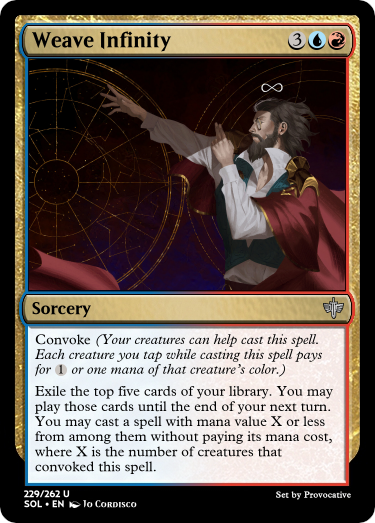 Weave Infinity 3
∞
Sorcery
Convoke (Your creatures can help cast this spell.
Each creature you tap while casting this spell pays
for 1 or one mana of that creature's color.)
Exile the top five cards of your library. You may
play those cards until the end of your next turn.
You may cast a spell with mana value X or less
from among them without paying its mana cost,
where X is the number of creatures that
convoked this spell.
229/262 U
SOL • EN Jo Cordisco
Set by Provocative